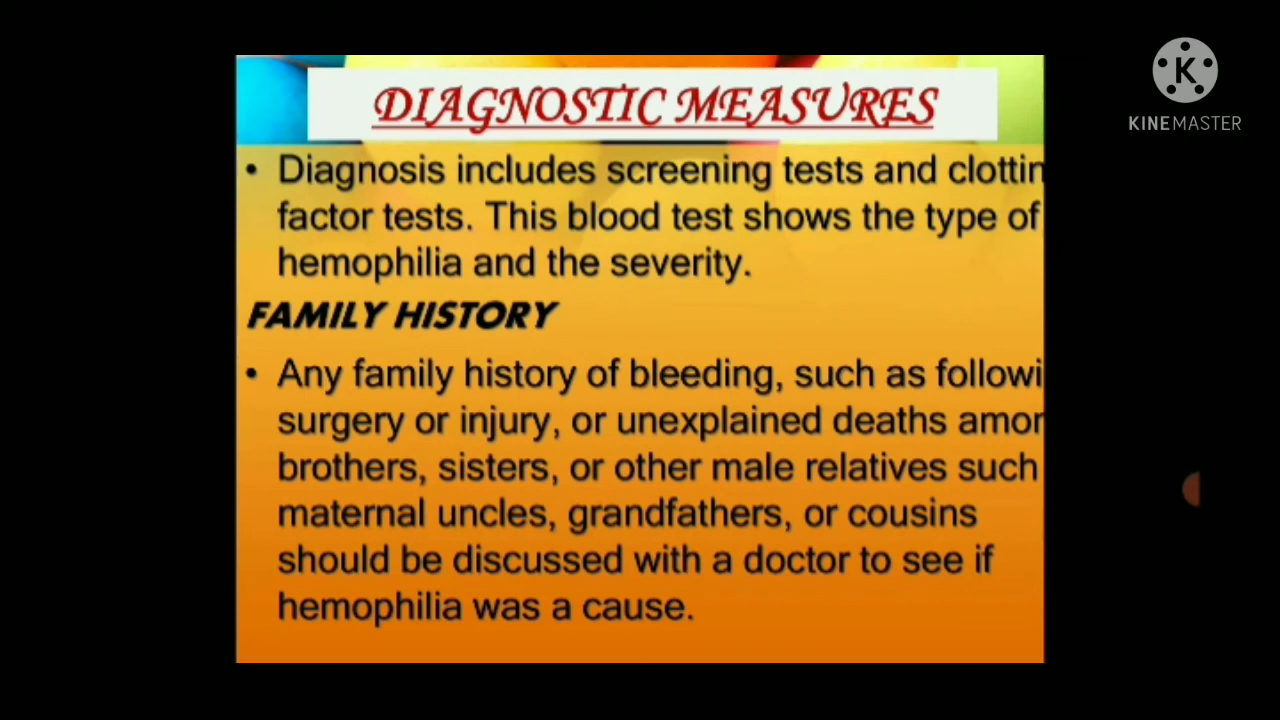 DIAGNOSTIC MEASURES
KINEMASTER
• Diagnosis includes screening tests and clottin
factor tests. This blood test shows the type of
hemophilia and the severity.
FAMILY HISTORY
• Any family history of bleeding, such as followi
surgery or injury, or unexplained deaths amon
brothers, sisters, or other male relatives such
maternal uncles, grandfathers, or cousins
should be discussed with a doctor to see if
hemophilia was a cause.